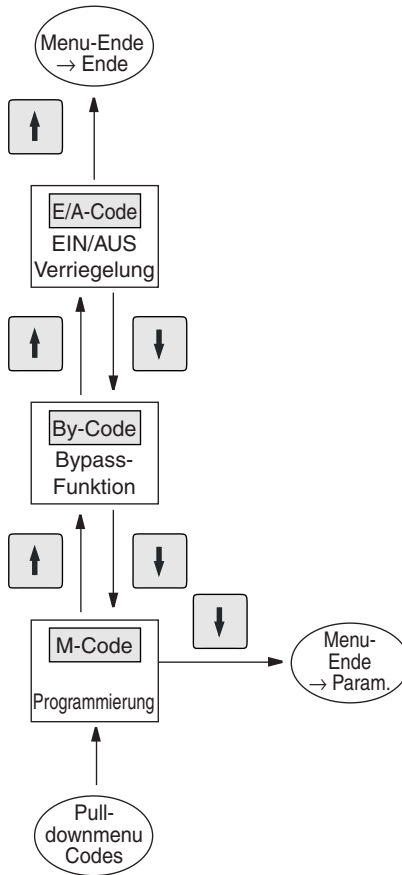 Menu-Ende
→ Ende
E/A-Code
EIN/AUS
Verriegelung
By-Code
Bypass-
Funktion
M-Code
Programmierung
Menu-
Ende
→ Param.
Pull-
downmenu
Codes